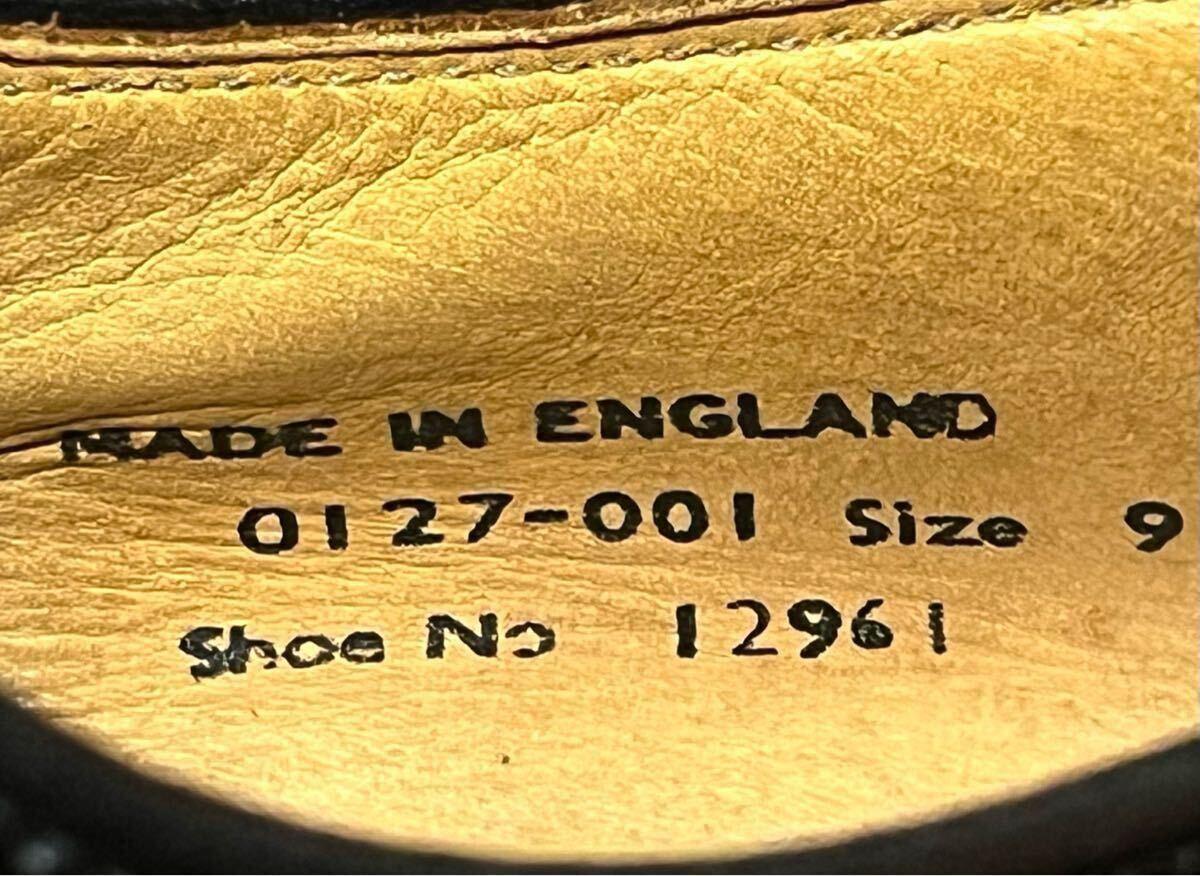 MADE IN ENGLAND
0127-001 Size 9
Shoe No 12961